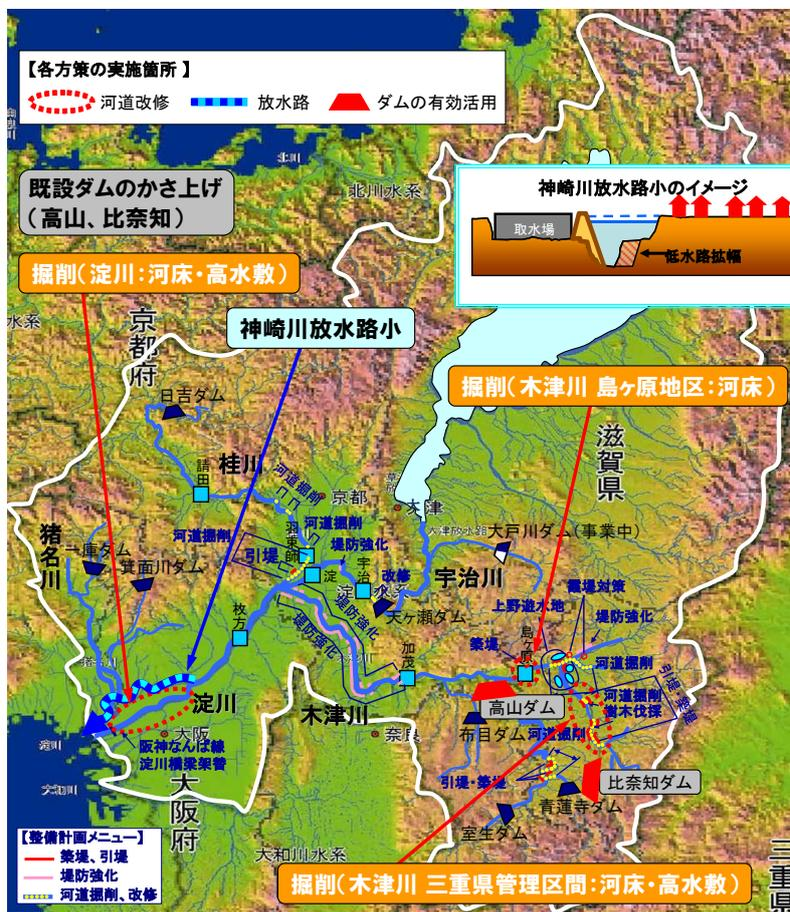 【各方策の実施箇所 】
河道改修
放水路
ダムの有効活用
北川水系
既設ダムのかさ上げ
（高山、比奈知）
神崎川放水路小のイメージ
取水場
低水路拡幅
掘削（淀川：河床・高水敷）
水系
京都府
神崎川放水路小
掘削（木津川 島ヶ原地区：河床）
滋賀県
日吉ダム
請田
桂川
河道掘削
京都
大津
大津放水路
大戸川ダム（事業中）
猪名川
一庫ダム
箕面川ダム
河道掘削
羽束師
河道掘削
引堤
堤防強化
淀
宇治
改修
宇治川
天ヶ瀬ダム
枚方
堤防強化
堤防強化
加茂
上野遊水地
霞堤対策
堤防強化
築堤
島ヶ原
河道掘削
引堤・築堤
河道掘削
樹木伐採
淀川
木津川
高山ダム
布目ダム
河道掘削
大阪
奈良
淀川
阪神なんば線
淀川橋梁架替
大阪府
引堤・築堤
比奈知ダム
青蓮寺ダム
室生ダム
大和川水系
三重県
【整備計画メニュー】
築堤、引堤
堤防強化
河道掘削、改修
掘削（木津川 三重県管理区間：河床・高水敷）